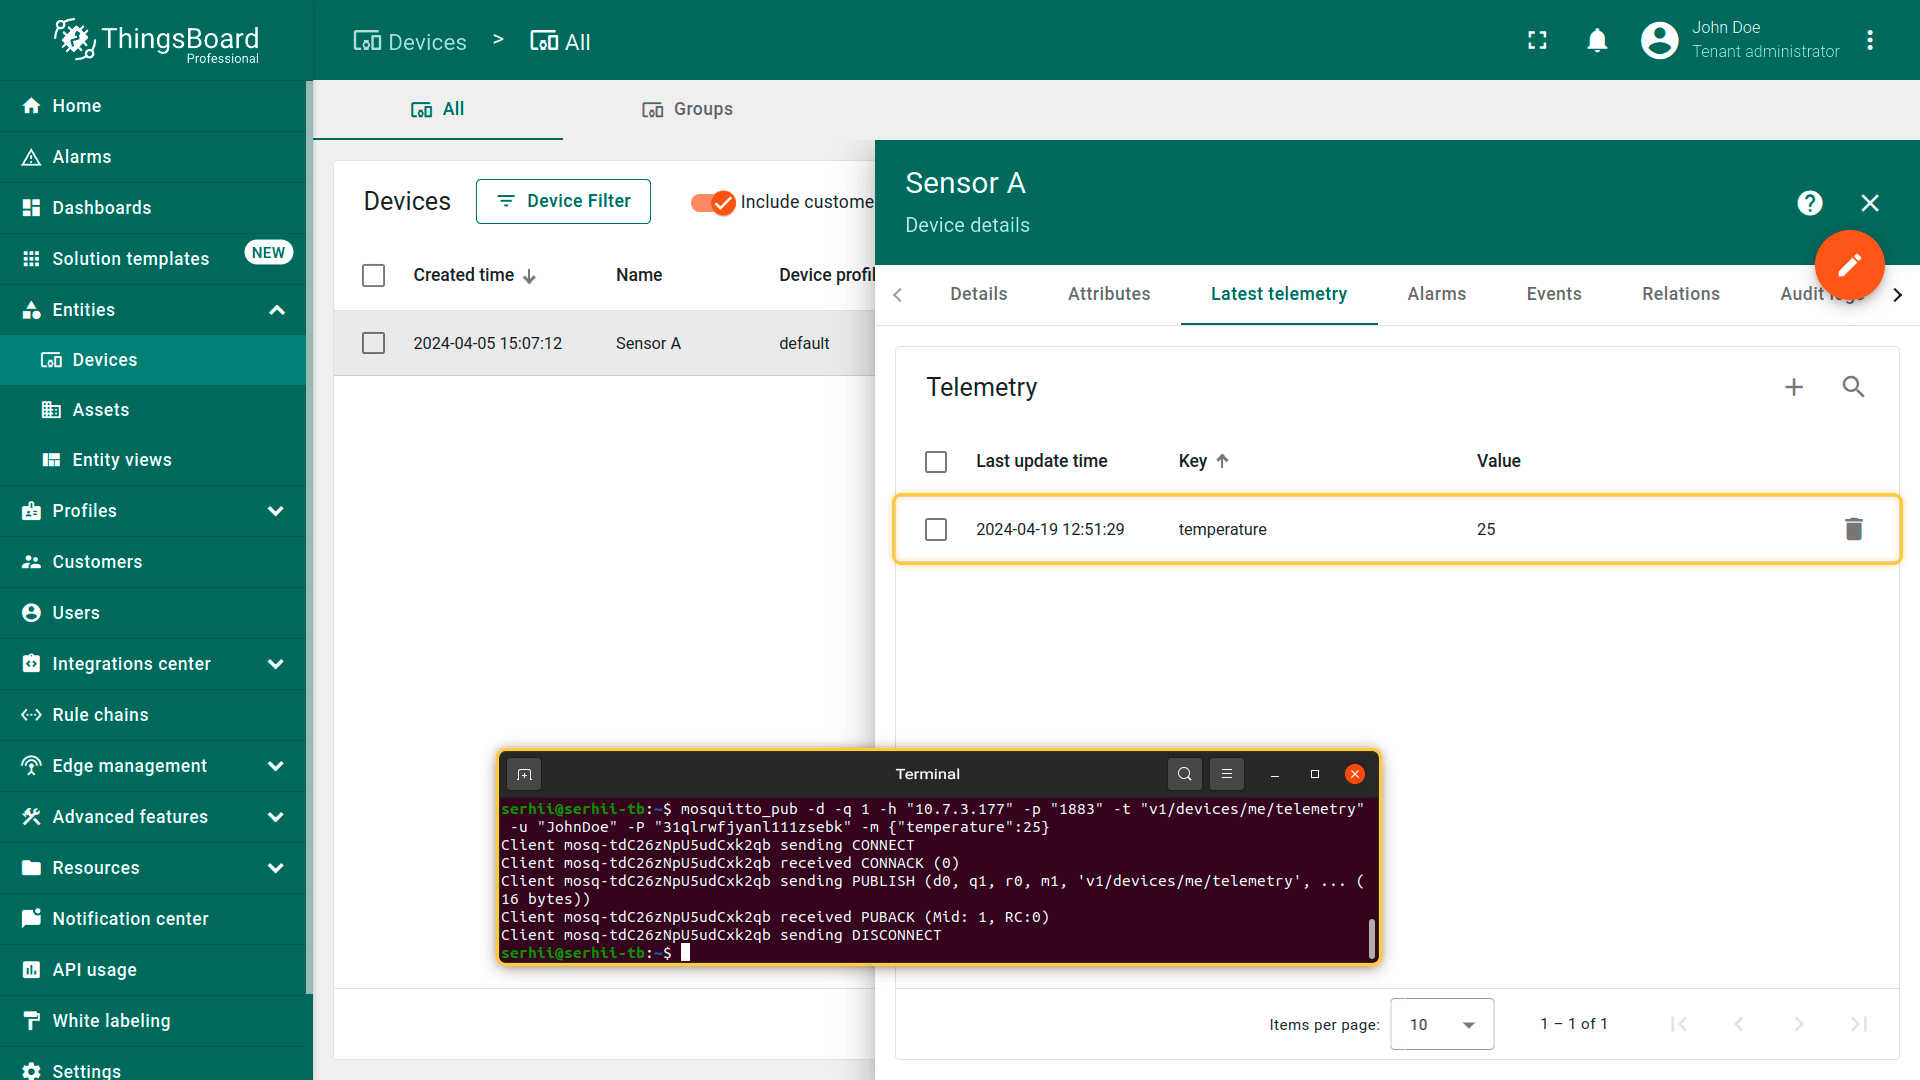 ThingsBoard
Professional
Devices > All
John Doe
Tenant administrator
Home
Alarms
Dashboards
Solution templates NEW
Entities
Devices
Assets
Entity views
Profiles
Customers
Users
Integrations center
Rule chains
Edge management
Advanced features
Resources
Notification center
API usage
White labeling
Settings
All Groups
Devices Device Filter Include custome
Created time Name Device profil
2024-04-05 15:07:12 Sensor A default
Sensor A
Device details
Details Attributes Latest telemetry Alarms Events Relations Audit logs
Telemetry
Last update time Key Value
2024-04-19 12:51:29 temperature 25
Terminal
serhii@serhii-tb:~$ mosquitto_pub -d -q 1 -h "10.7.3.177" -p "1883" -t "v1/devices/me/telemetry"
-u "JohnDoe" -P "31qlrwfjyanl111zsebk" -m {"temperature":25}
Client mosq-tdC26zNpU5udCxk2qb sending CONNECT
Client mosq-tdC26zNpU5udCxk2qb received CONNACK (0)
Client mosq-tdC26zNpU5udCxk2qb sending PUBLISH (d0, q1, r0, m1, 'v1/devices/me/telemetry', ... (
16 bytes))
Client mosq-tdC26zNpU5udCxk2qb received PUBACK (Mid: 1, RC:0)
Client mosq-tdC26zNpU5udCxk2qb sending DISCONNECT
serhii@serhii-tb:~$
Items per page: 10 1 – 1 of 1